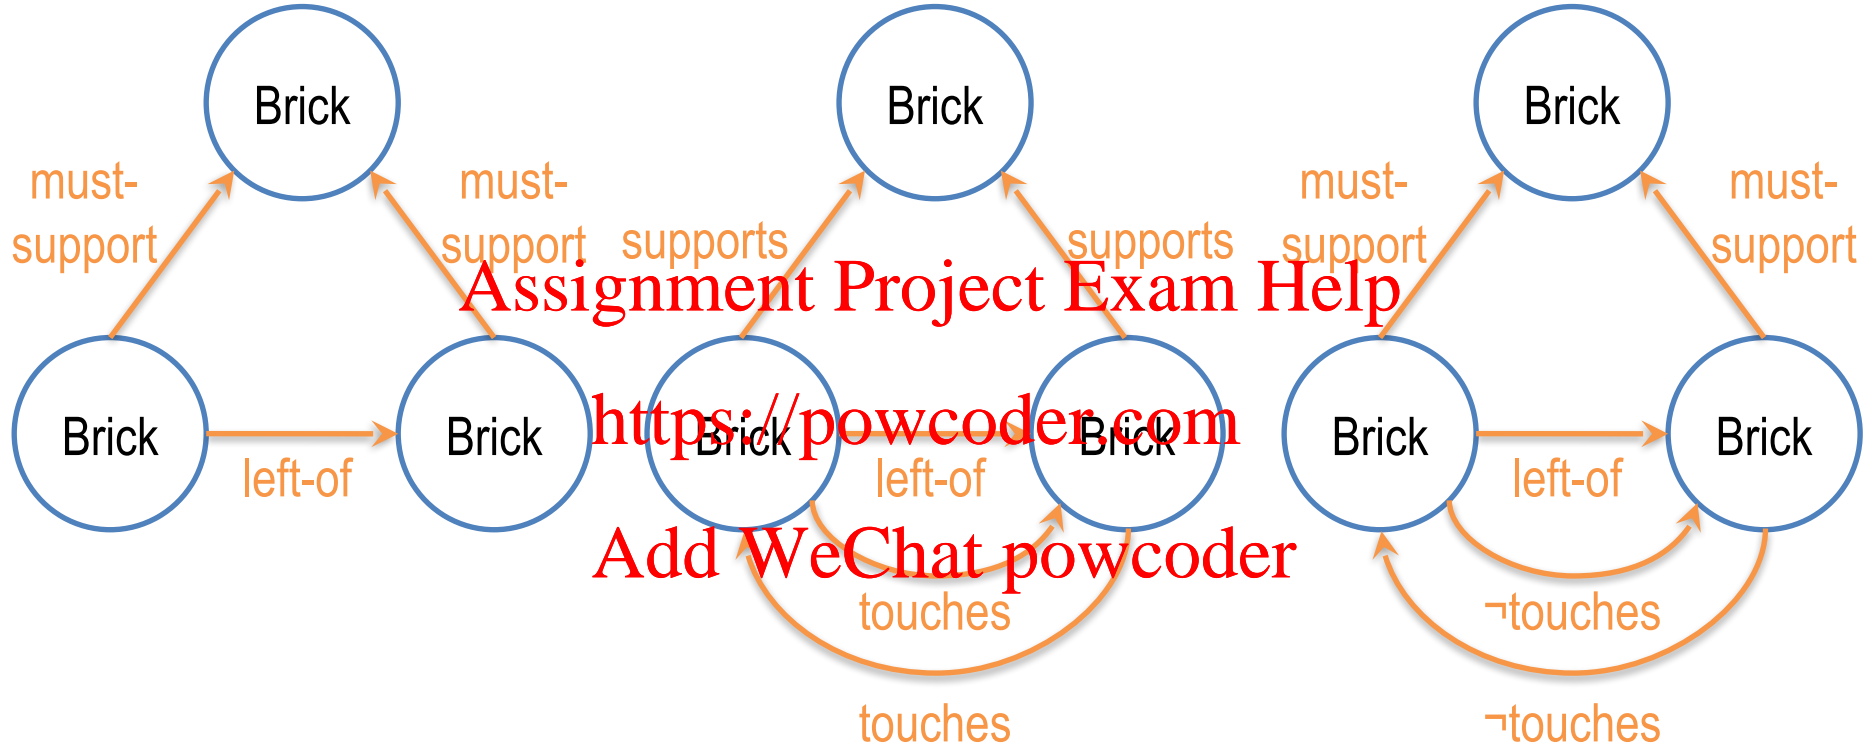 Brick Brick Brick
must- must- must- must-
support support supports supports support support
Assignment Project Exam Help
Brick Brick https://powcoder.com Brick Brick Brick Brick
left-of left-of left-of
Add WeChat powcoder
touches ¬touches
touches ¬touches